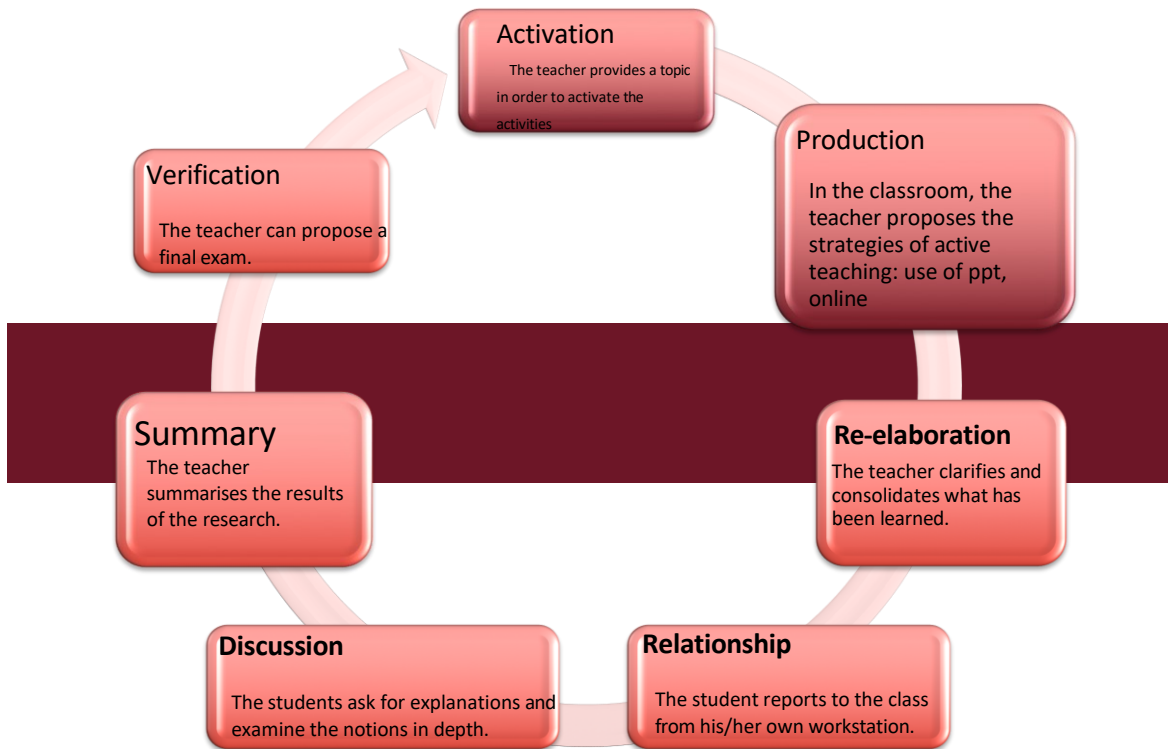 Activation
The teacher provides a topic
in order to activate the
activities
Production
In the classroom, the
teacher proposes the
strategies of active
teaching: use of ppt,
online
Re-elaboration
The teacher clarifies and
consolidates what has
been learned.
Relationship
The student reports to the class
from his/her own workstation.
Discussion
The students ask for explanations and
examine the notions in depth.
Summary
The teacher
summarises the results
of the research.
Verification
The teacher can propose a
final exam.